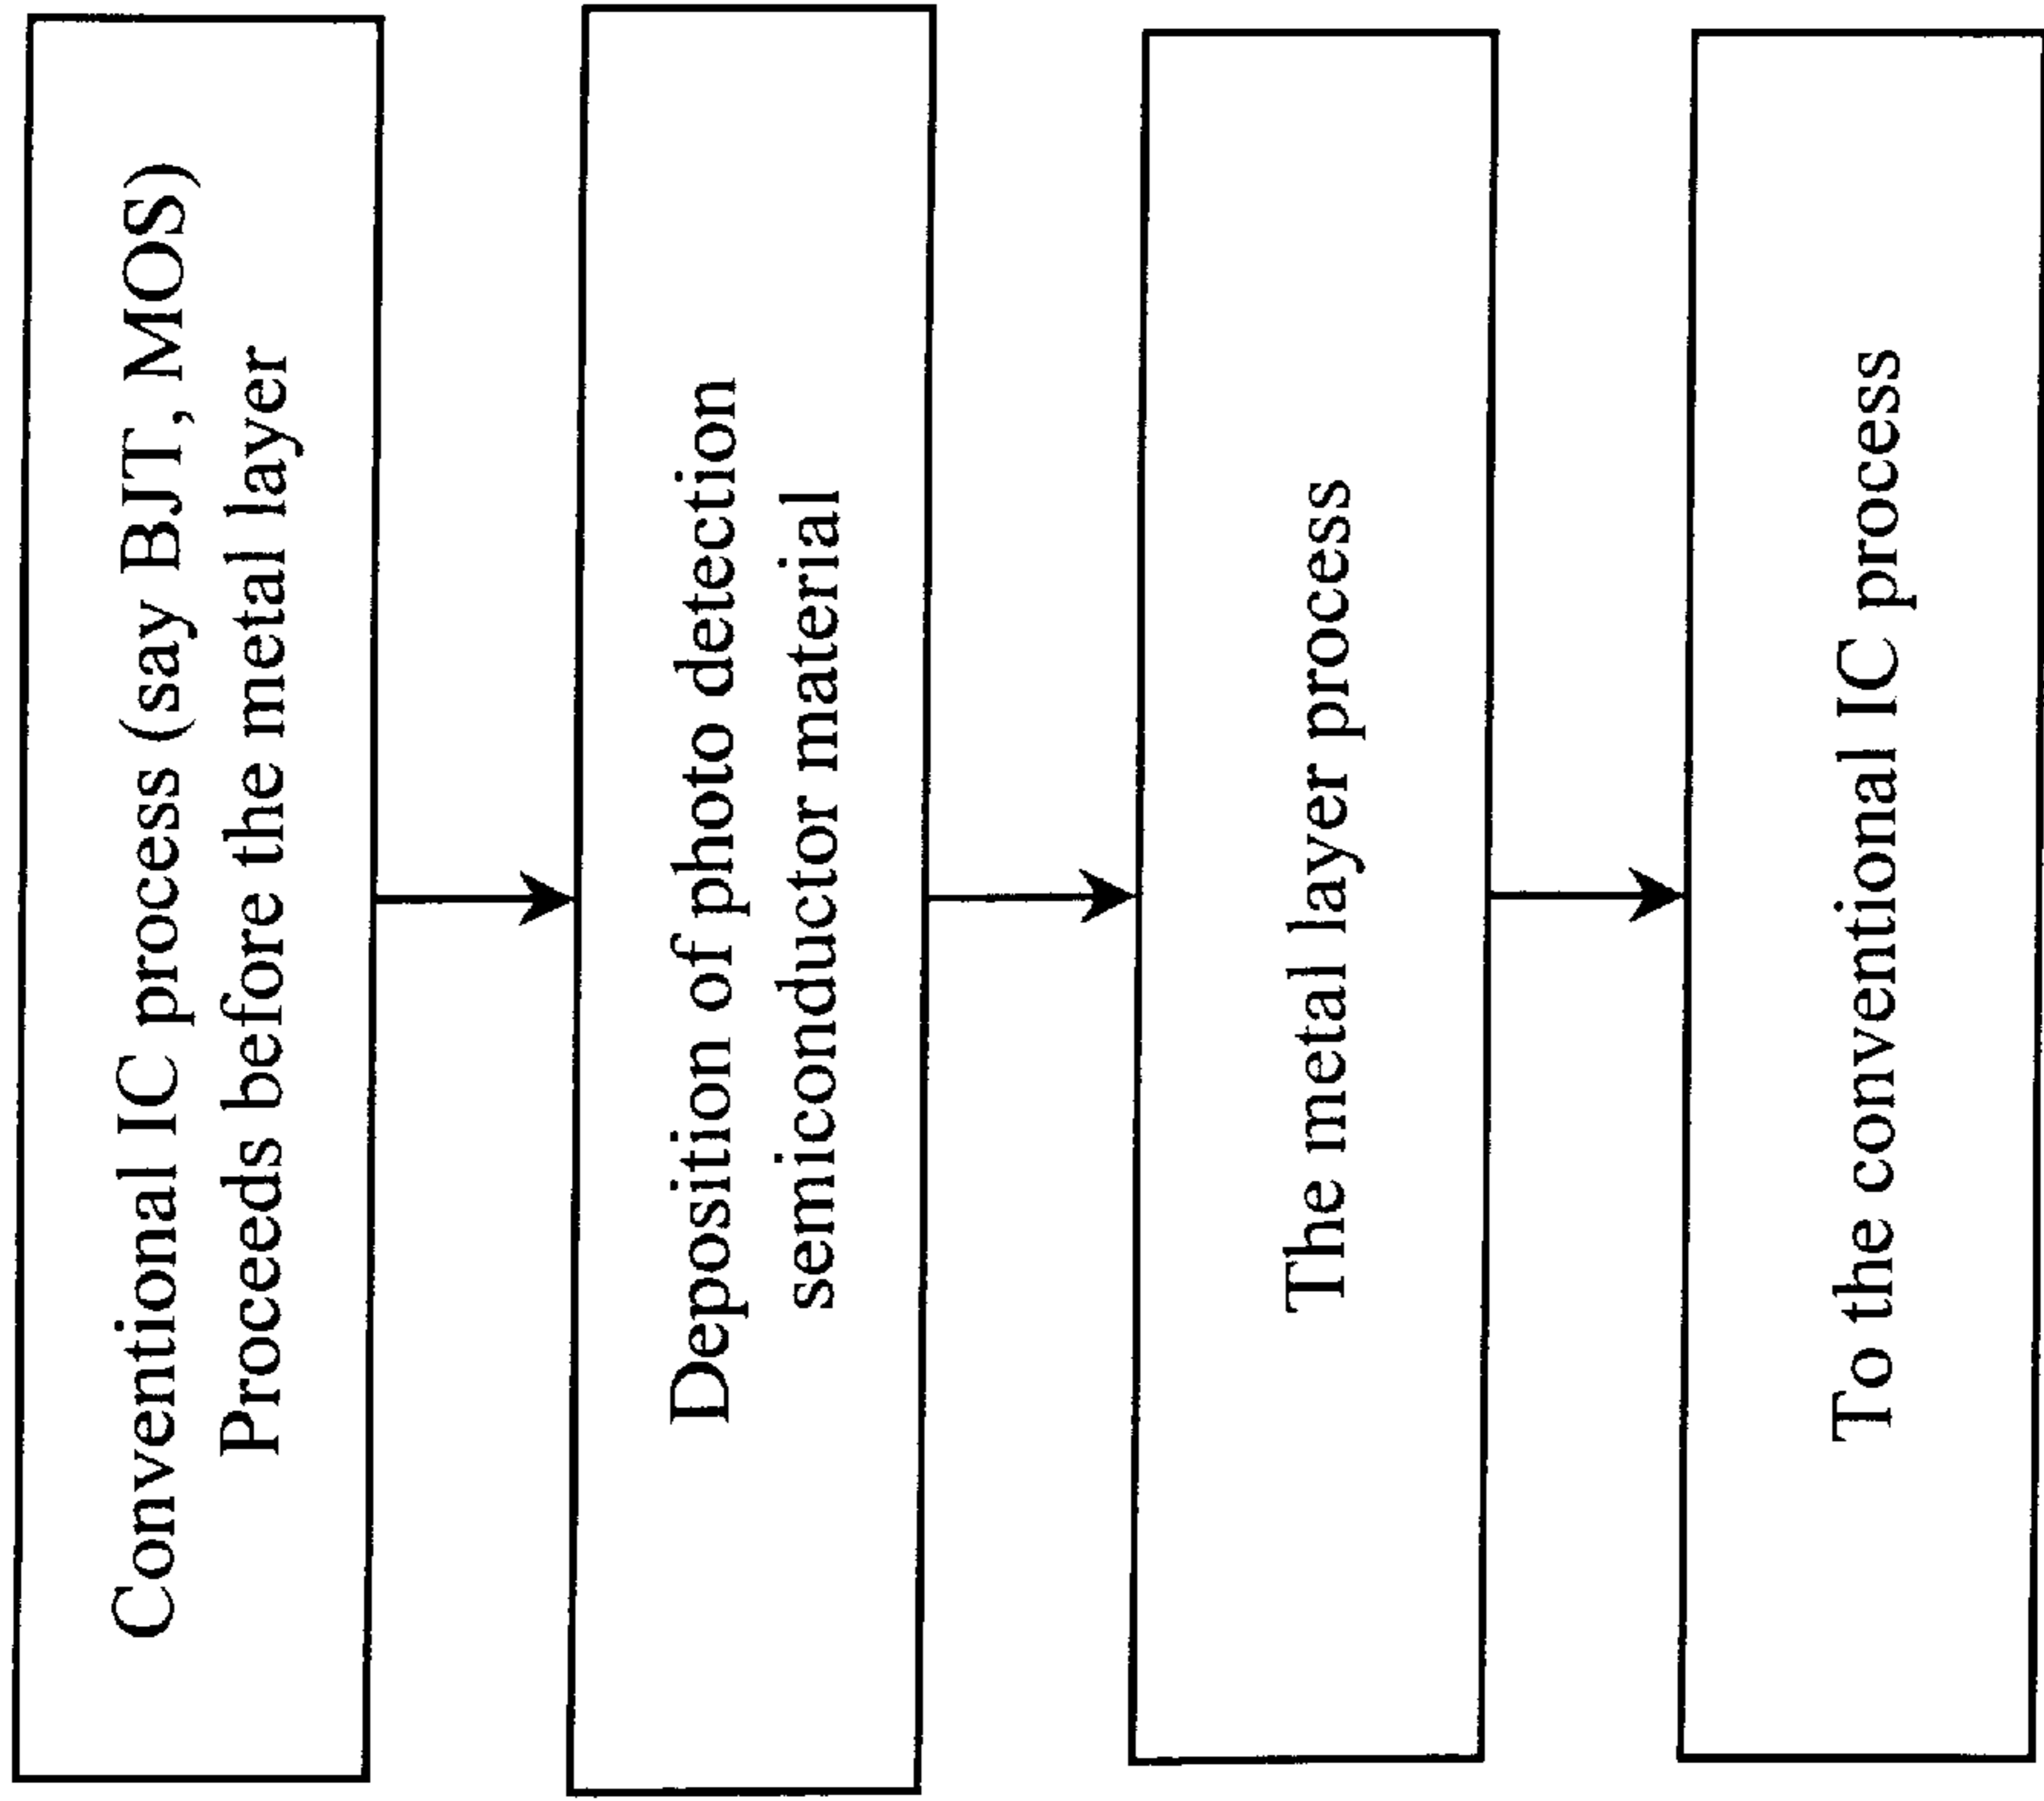 Conventional IC process (say BJT, MOS)
Proceeds before the metal layer
Deposition of photo detection
semiconductor material
The metal layer process
To the conventional IC process